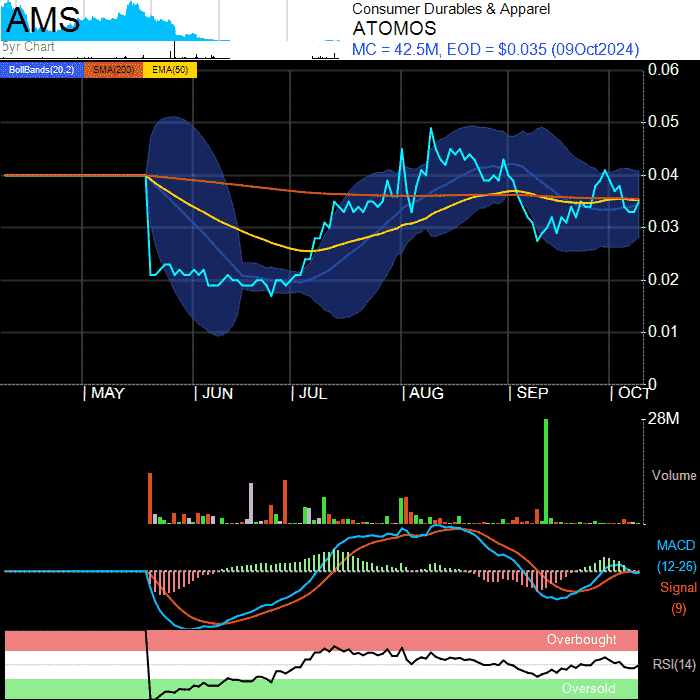 AMS
5yr Chart
Consumer Durables & Apparel
ATOMOS
MC = 42.5M, EOD = $0.035 (09Oct2024)
BollBands(20,2) SMA(200) EMA(50)
0.06
0.05
0.04
0.03
0.02
0.01
0
MAY JUN JUL AUG SEP OCT
28M
Volume
MACD
(12-26)
Signal
(9)
Overbought
RSI(14)
Oversold